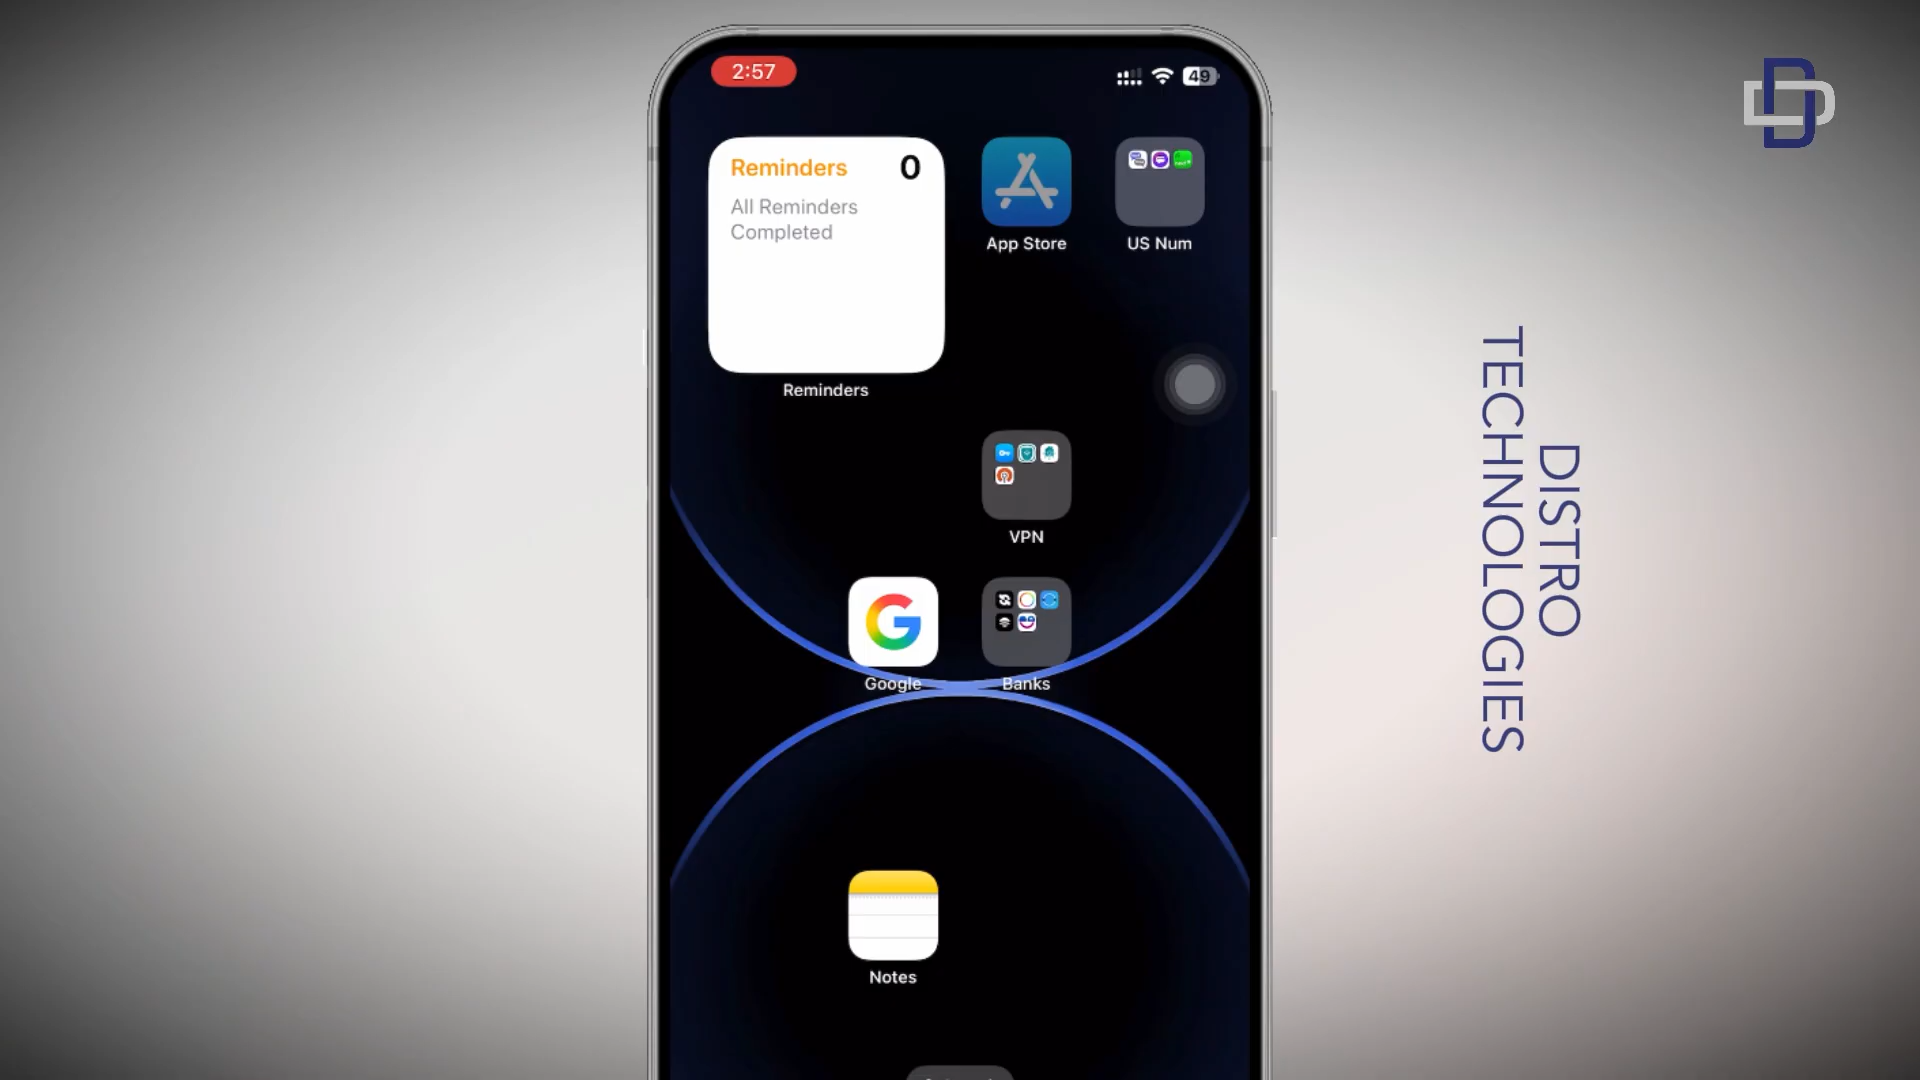 2:57
49
Reminders 0
All Reminders
Completed
Reminders
App Store
US Num
VPN
Google
Banks
Notes
DISTRO
TECHNOLOGIES